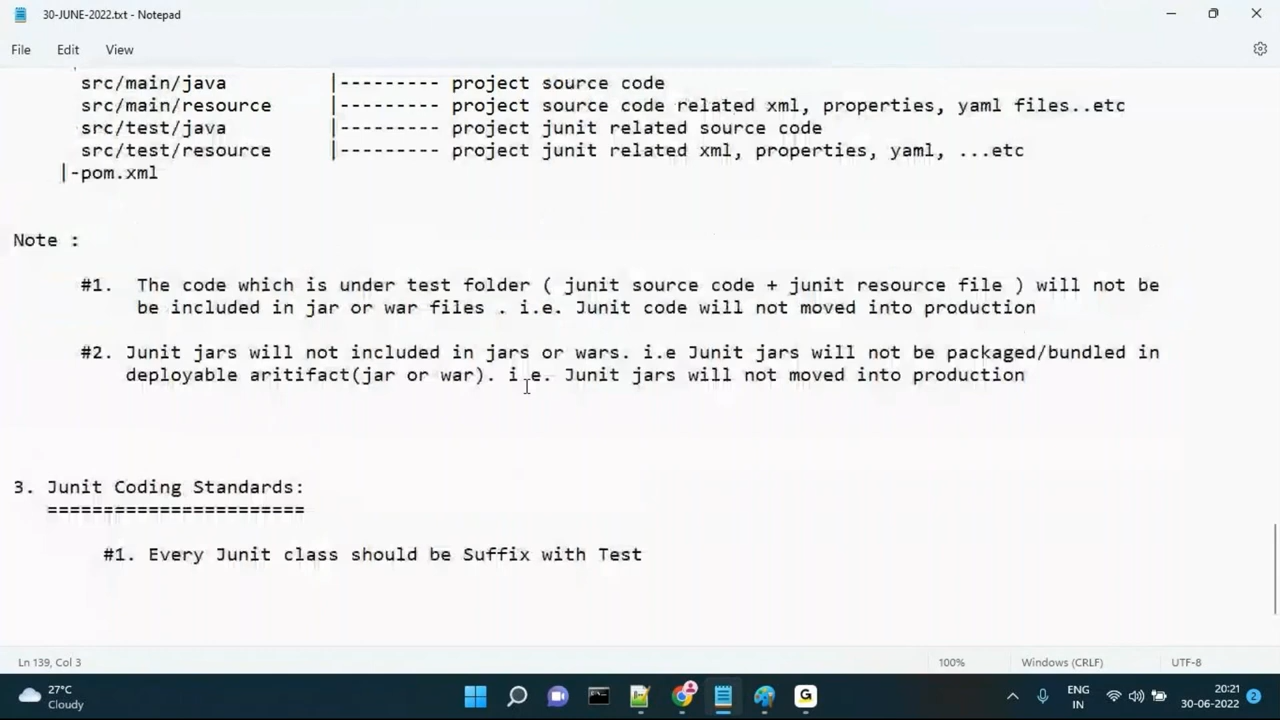 30-JUNE-2022.txt - Notepad
File Edit View
src/main/java |--------- project source code
src/main/resource |--------- project source code related xml, properties, yaml files..etc
src/test/java |--------- project junit related source code
src/test/resource |--------- project junit related xml, properties, yaml, ...etc
|-pom.xml
Note :
#1. The code which is under test folder ( junit source code + junit resource file ) will not be
be included in jar or war files . i.e. Junit code will not moved into production
#2. Junit jars will not included in jars or wars. i.e Junit jars will not be packaged/bundled in
deployable aritifact(jar or war). i.e. Junit jars will not moved into production
3. Junit Coding Standards:
=======================
#1. Every Junit class should be Suffix with Test
Ln 139, Col 3 100% Windows (CRLF) UTF-8
27°C
Cloudy
ENG
IN
20:21
30-06-2022
2